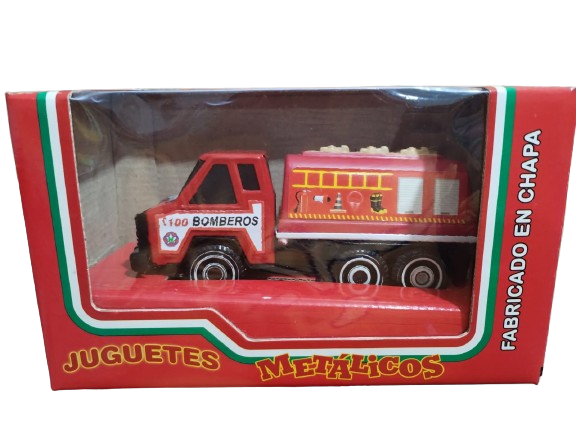 100 BOMBEROS
JUGUETES
METÁLICOS
FABRICADO EN CHAPA